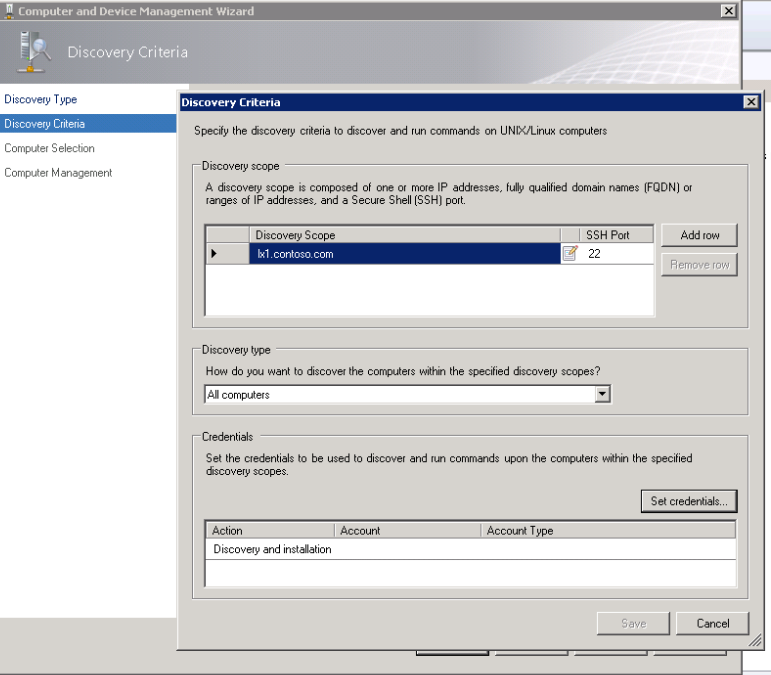 Computer and Device Management Wizard
Discovery Criteria
Discovery Type
Discovery Criteria
Computer Selection
Computer Management
Discovery Criteria
Specify the discovery criteria to discover and run commands on UNIX/Linux computers
Discovery scope
A discovery scope is composed of one or more IP addresses, fully qualified domain names (FQDN) or
ranges of IP addresses, and a Secure Shell (SSH) port.
Discovery Scope SSH Port
lx1.contoso.com 22
Add row
Remove row
Discovery type
How do you want to discover the computers within the specified discovery scopes?
All computers
Credentials
Set the credentials to be used to discover and run commands upon the computers within the specified
discovery scopes.
Set credentials...
Action Account Account Type
Discovery and installation
Save Cancel